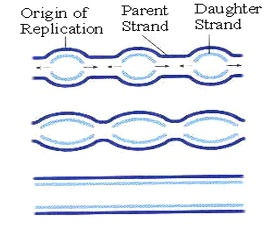 Origin of
Replication
Parent
Strand
Daughter
Strand